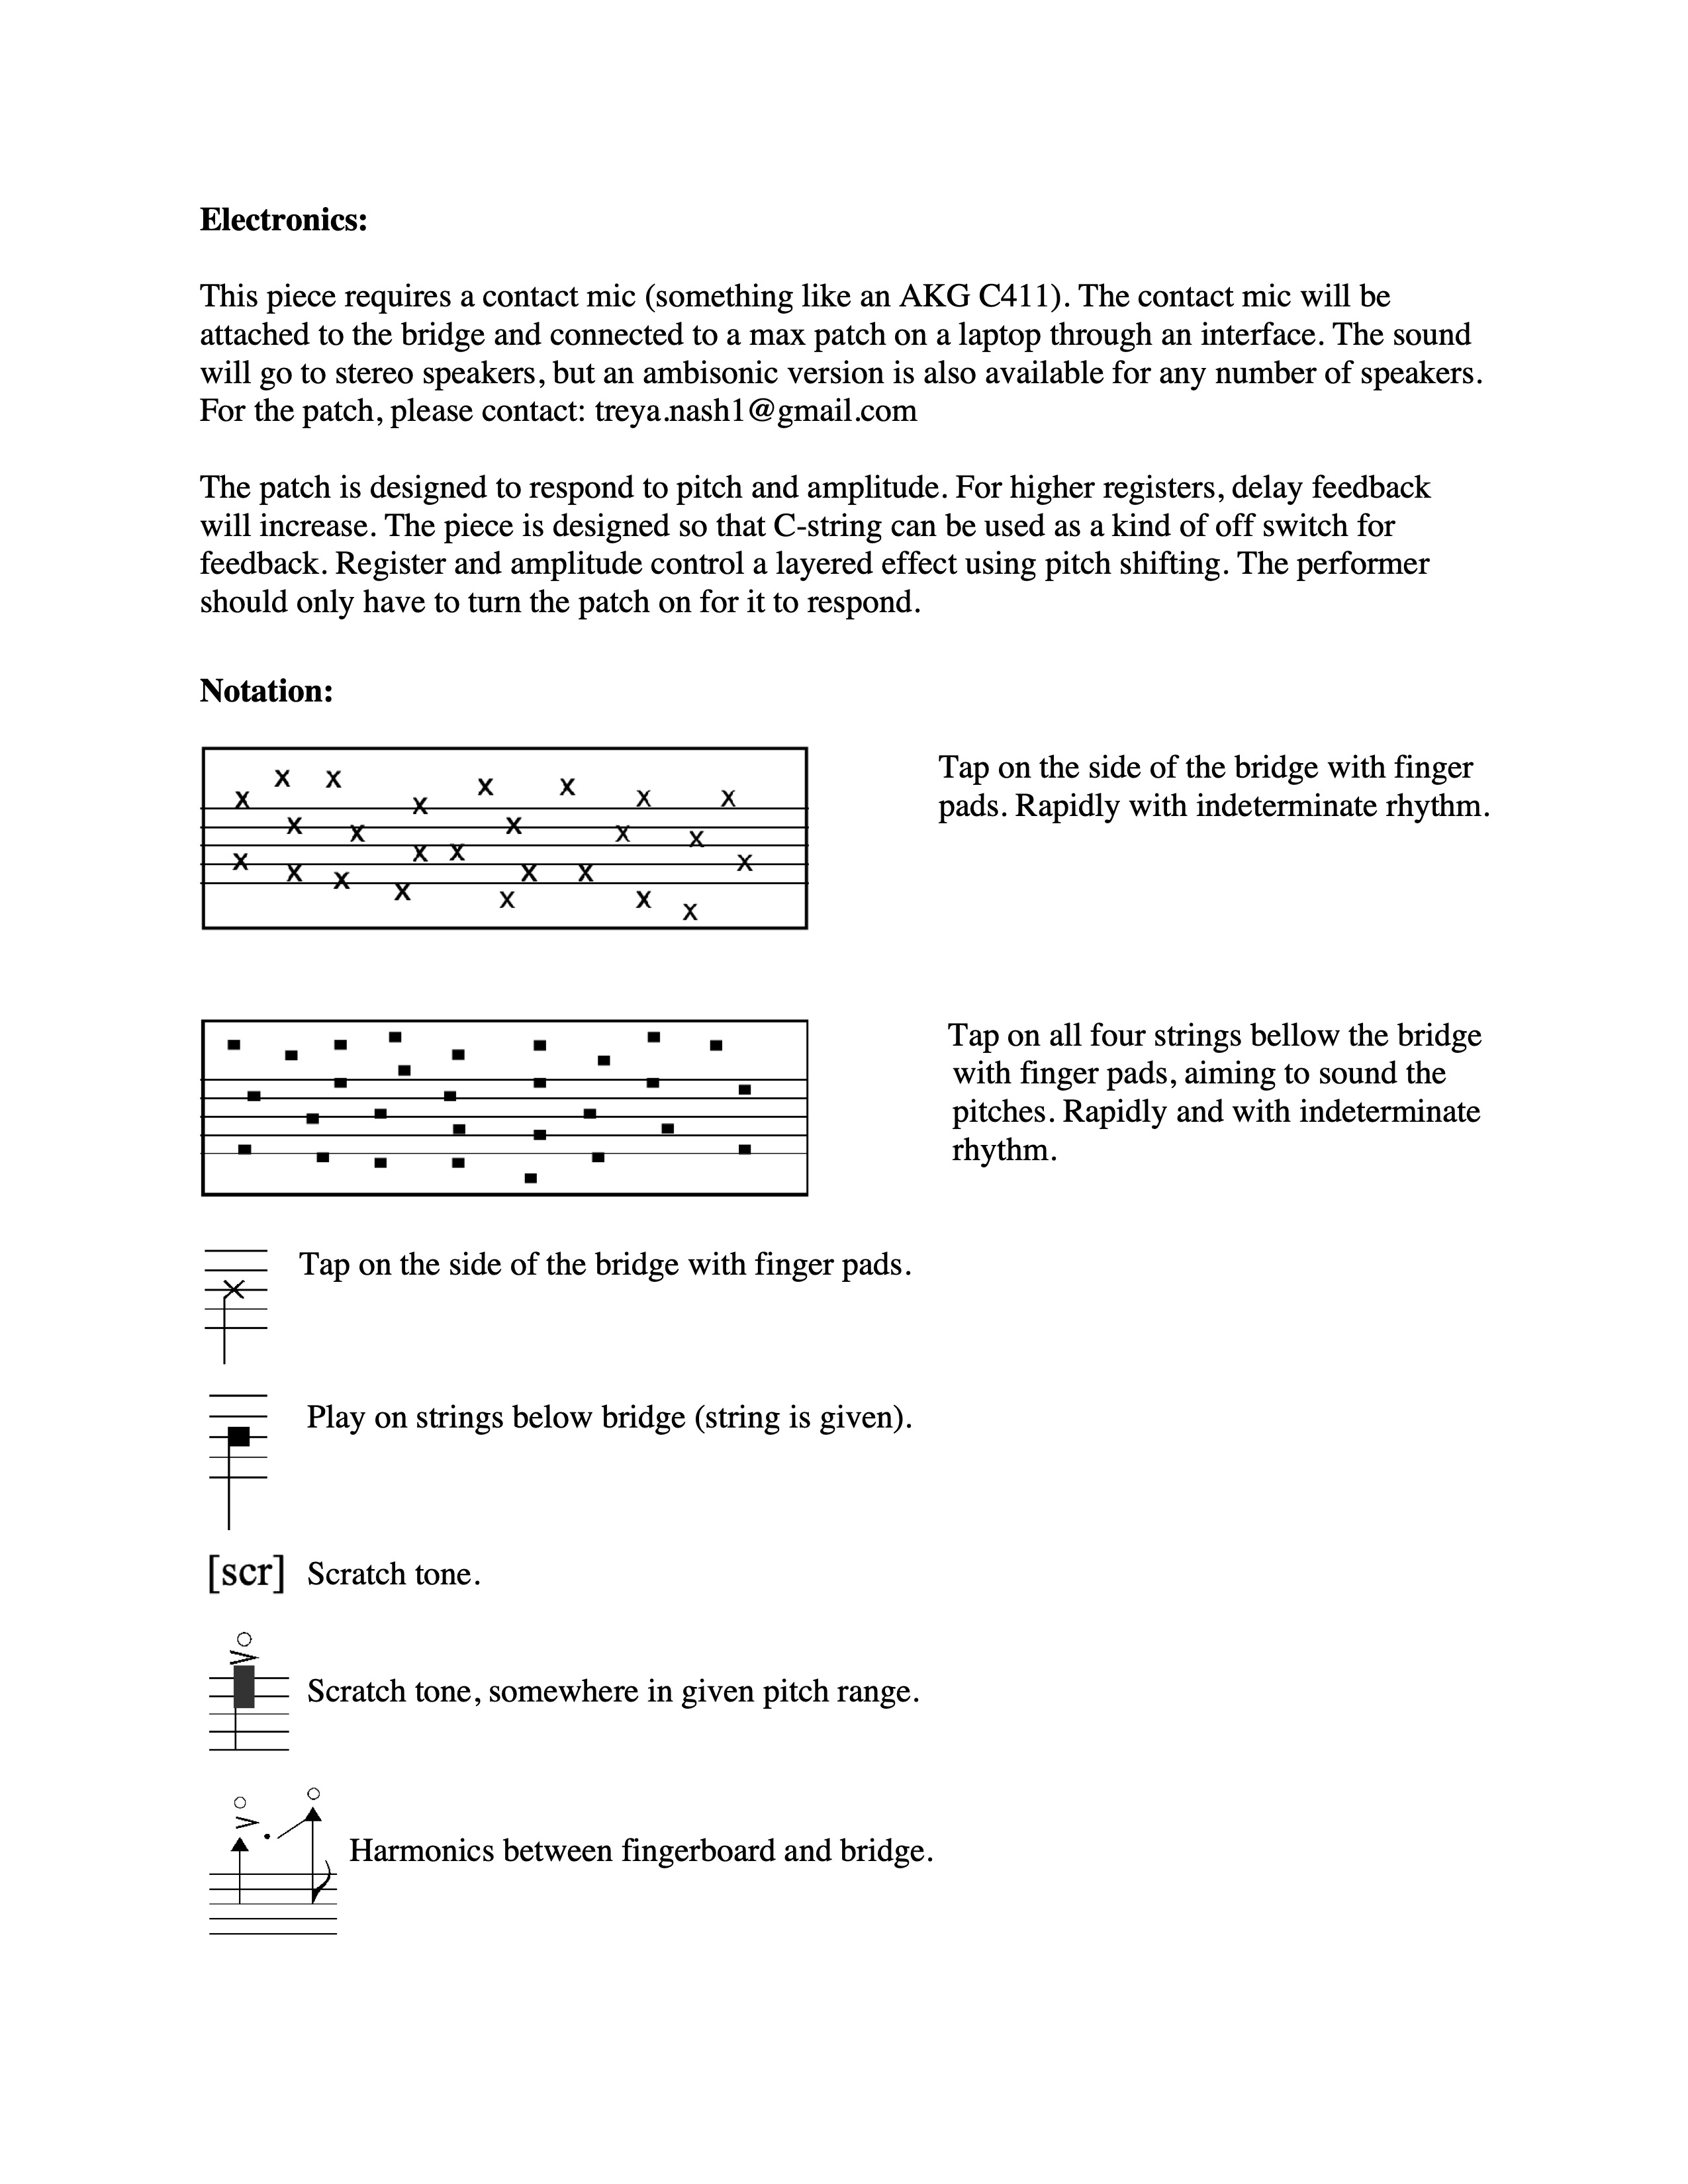 Electronics:
This piece requires a contact mic (something like an AKG C411). The contact mic will be
attached to the bridge and connected to a max patch on a laptop through an interface. The sound
will go to stereo speakers, but an ambisonic version is also available for any number of speakers.
For the patch, please contact: treya.nash1@gmail.com
The patch is designed to respond to pitch and amplitude. For higher registers, delay feedback
will increase. The piece is designed so that C-string can be used as a kind of off switch for
feedback. Register and amplitude control a layered effect using pitch shifting. The performer
should only have to turn the patch on for it to respond.
Notation:
Tap on the side of the bridge with finger
pads. Rapidly with indeterminate rhythm.
Tap on all four strings bellow the bridge
with finger pads, aiming to sound the
pitches. Rapidly and with indeterminate
rhythm.
Tap on the side of the bridge with finger pads.
Play on strings below bridge (string is given).
[scr] Scratch tone.
Scratch tone, somewhere in given pitch range.
Harmonics between fingerboard and bridge.